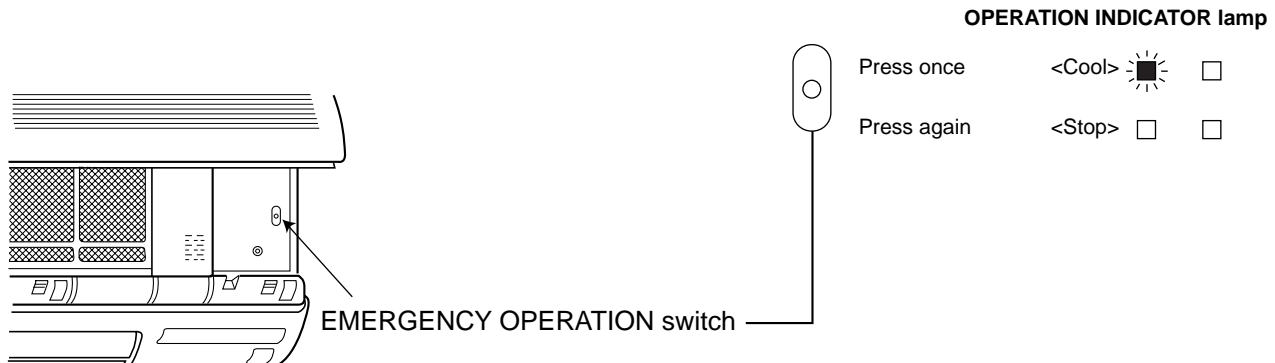 OPERATION INDICATOR lamp
Press once <Cool>
Press again <Stop>
EMERGENCY OPERATION switch